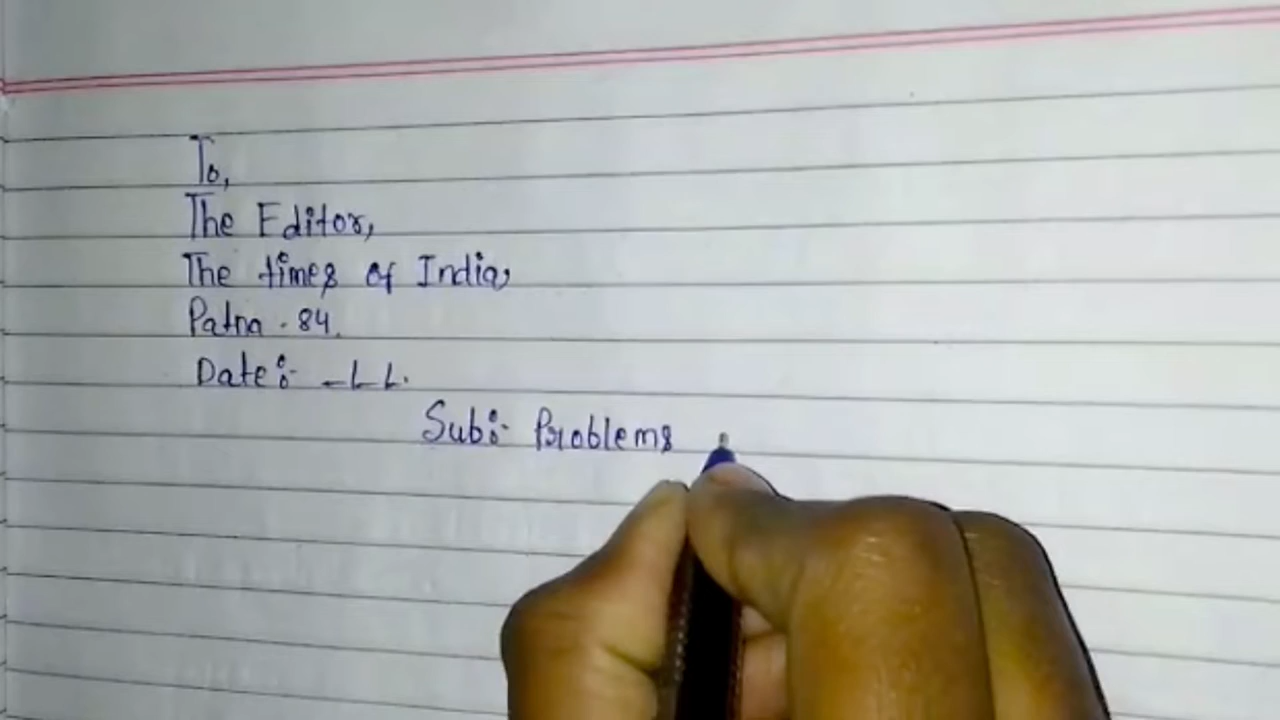 To,
The Editor,
The times of India,
Patna - 84.
Date:- -/ /.
Sub:- Problems